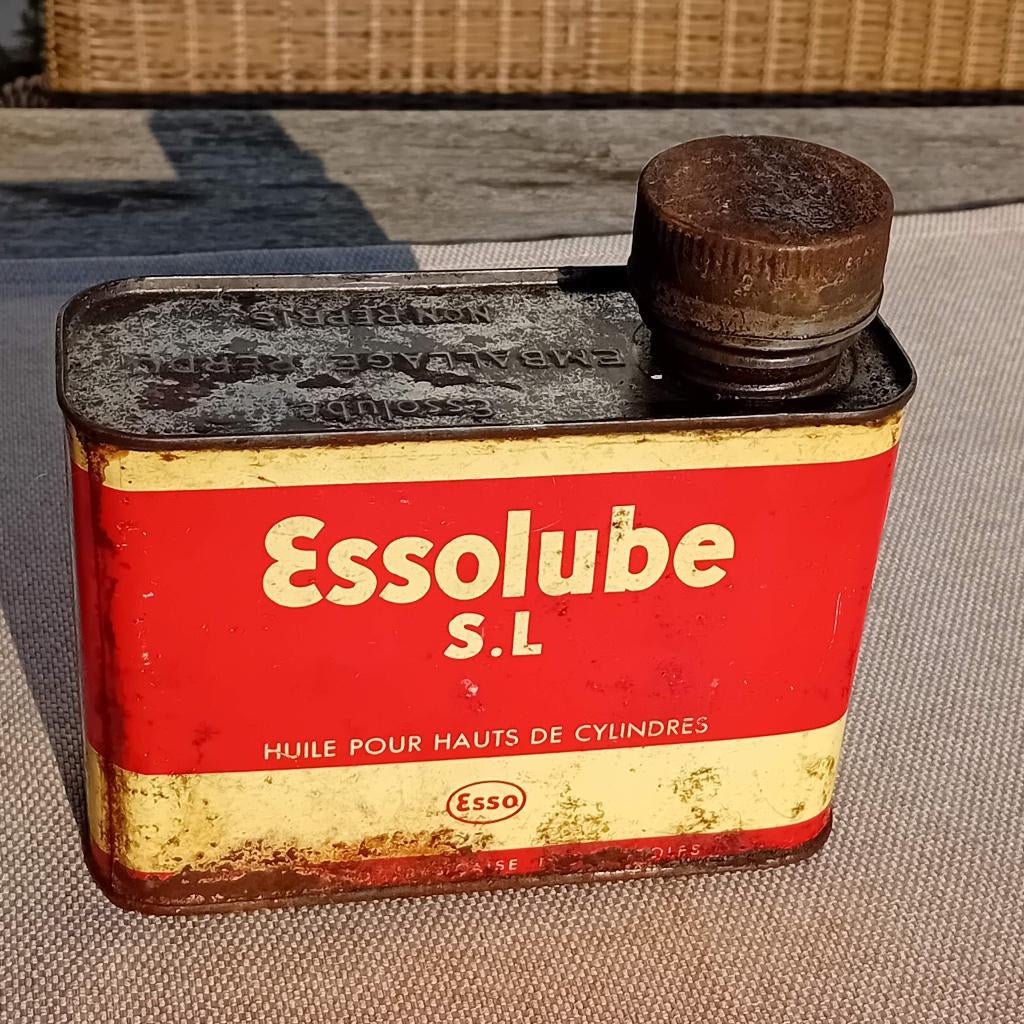 NON REPRIS
EMBALLAGE PERDU
Essolube
Essolube
S.L
HUILE POUR HAUTS DE CYLINDRES
Esso